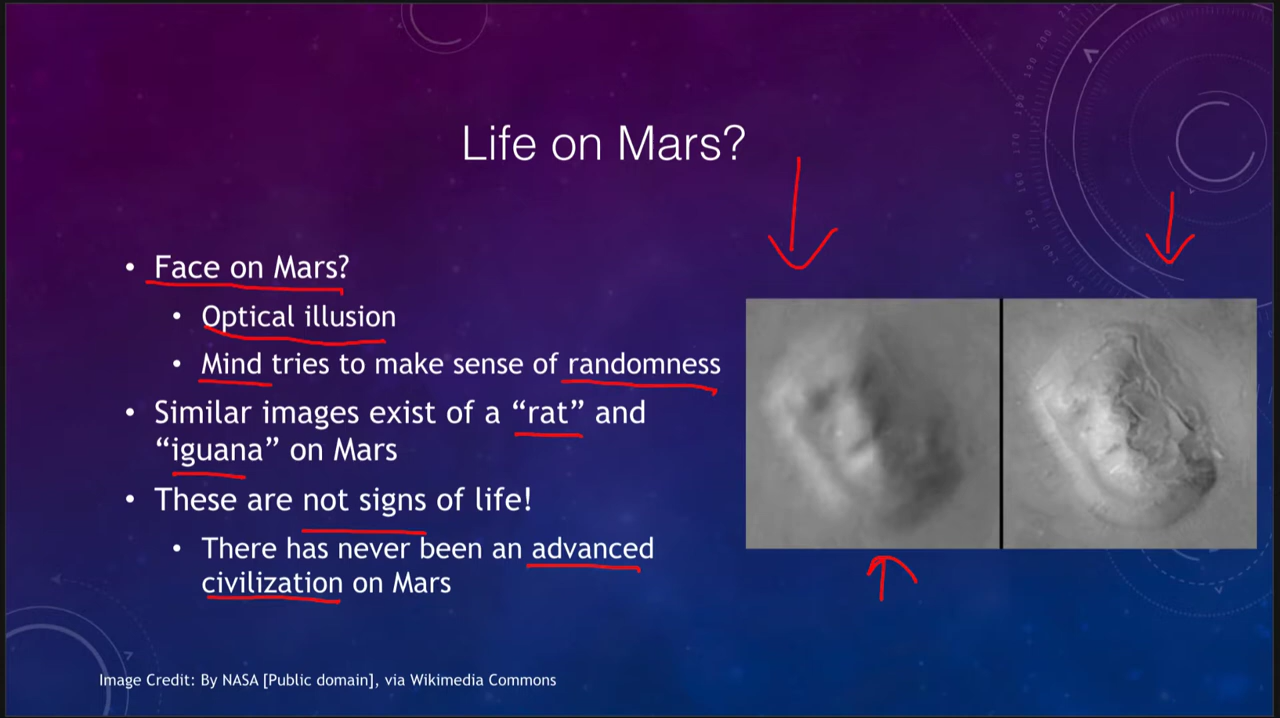 Life on Mars?
• Face on Mars?
• Optical illusion
• Mind tries to make sense of randomness
• Similar images exist of a “rat” and
“iguana” on Mars
• These are not signs of life!
• There has never been an advanced
civilization on Mars
Image Credit: By NASA [Public domain], via Wikimedia Commons